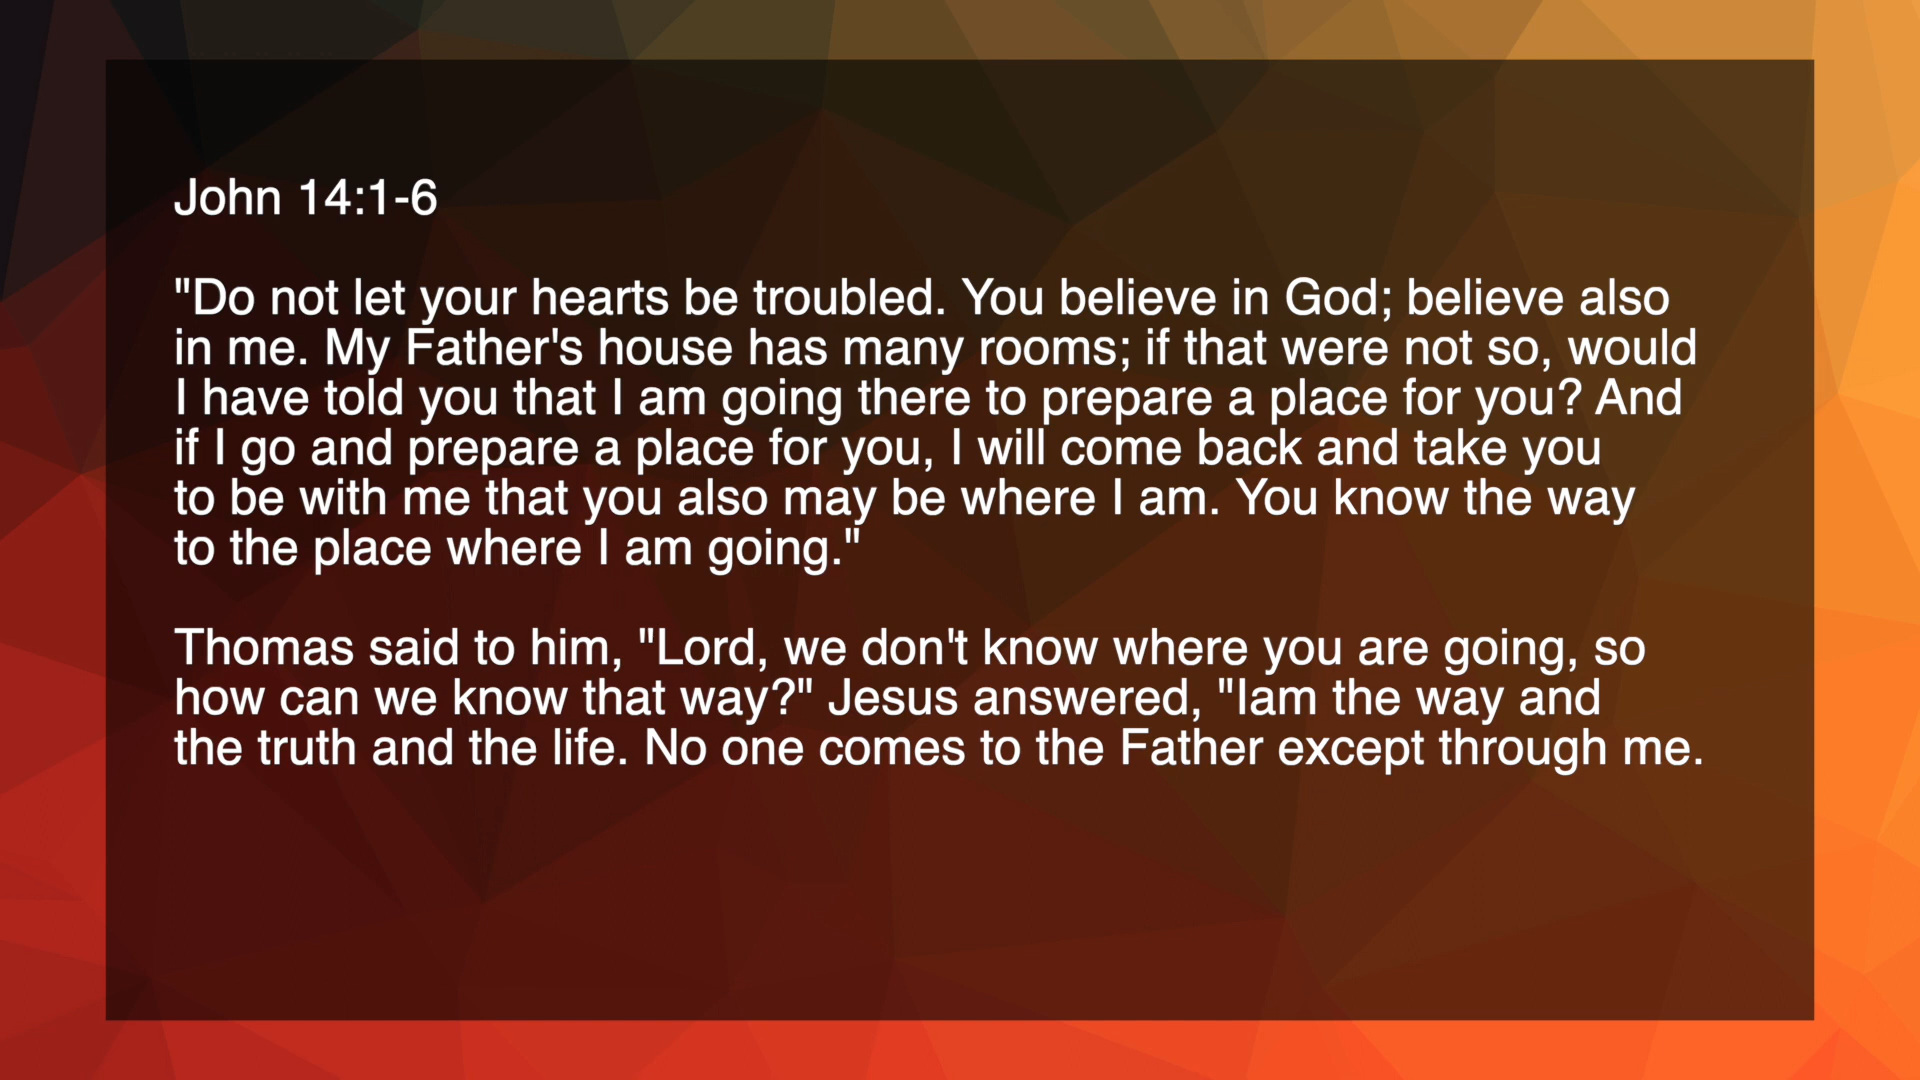 John 14:1-6
"Do not let your hearts be troubled. You believe in God; believe also
in me. My Father's house has many rooms; if that were not so, would
I have told you that I am going there to prepare a place for you? And
if I go and prepare a place for you, I will come back and take you
to be with me that you also may be where I am. You know the way
to the place where I am going."
Thomas said to him, "Lord, we don't know where you are going, so
how can we know that way?" Jesus answered, "Iam the way and
the truth and the life. No one comes to the Father except through me.